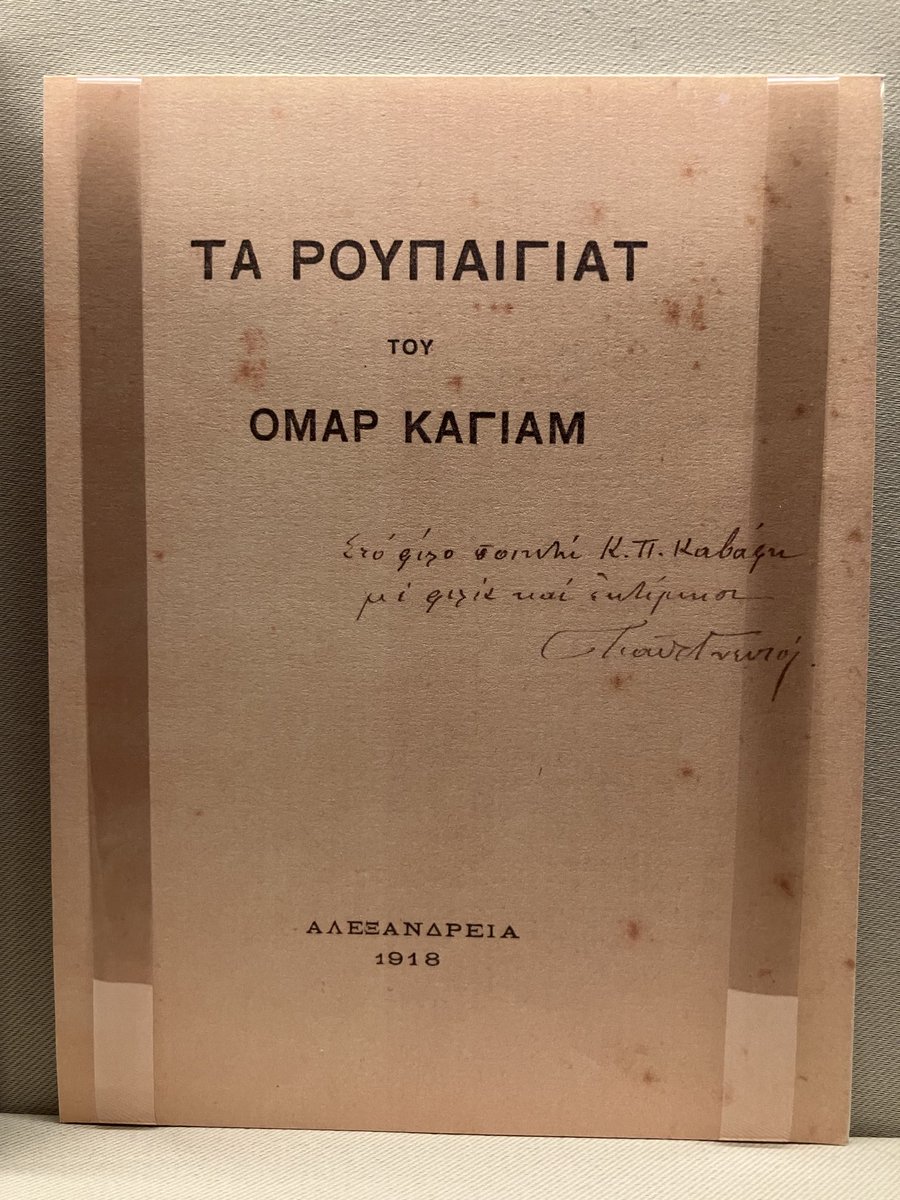 ΤΑ ΡΟΥΠΑΙΓΙΑΤ
ΤΟΥ
ΟΜΑΡ ΚΑΓΙΑΜ
Στό φίλο ποιητή Κ.Π. Καβάφη
μέ φιλία καί ἐκτίμηση
ΑΛΕΞΑΝΔΡΕΙΑ
1918